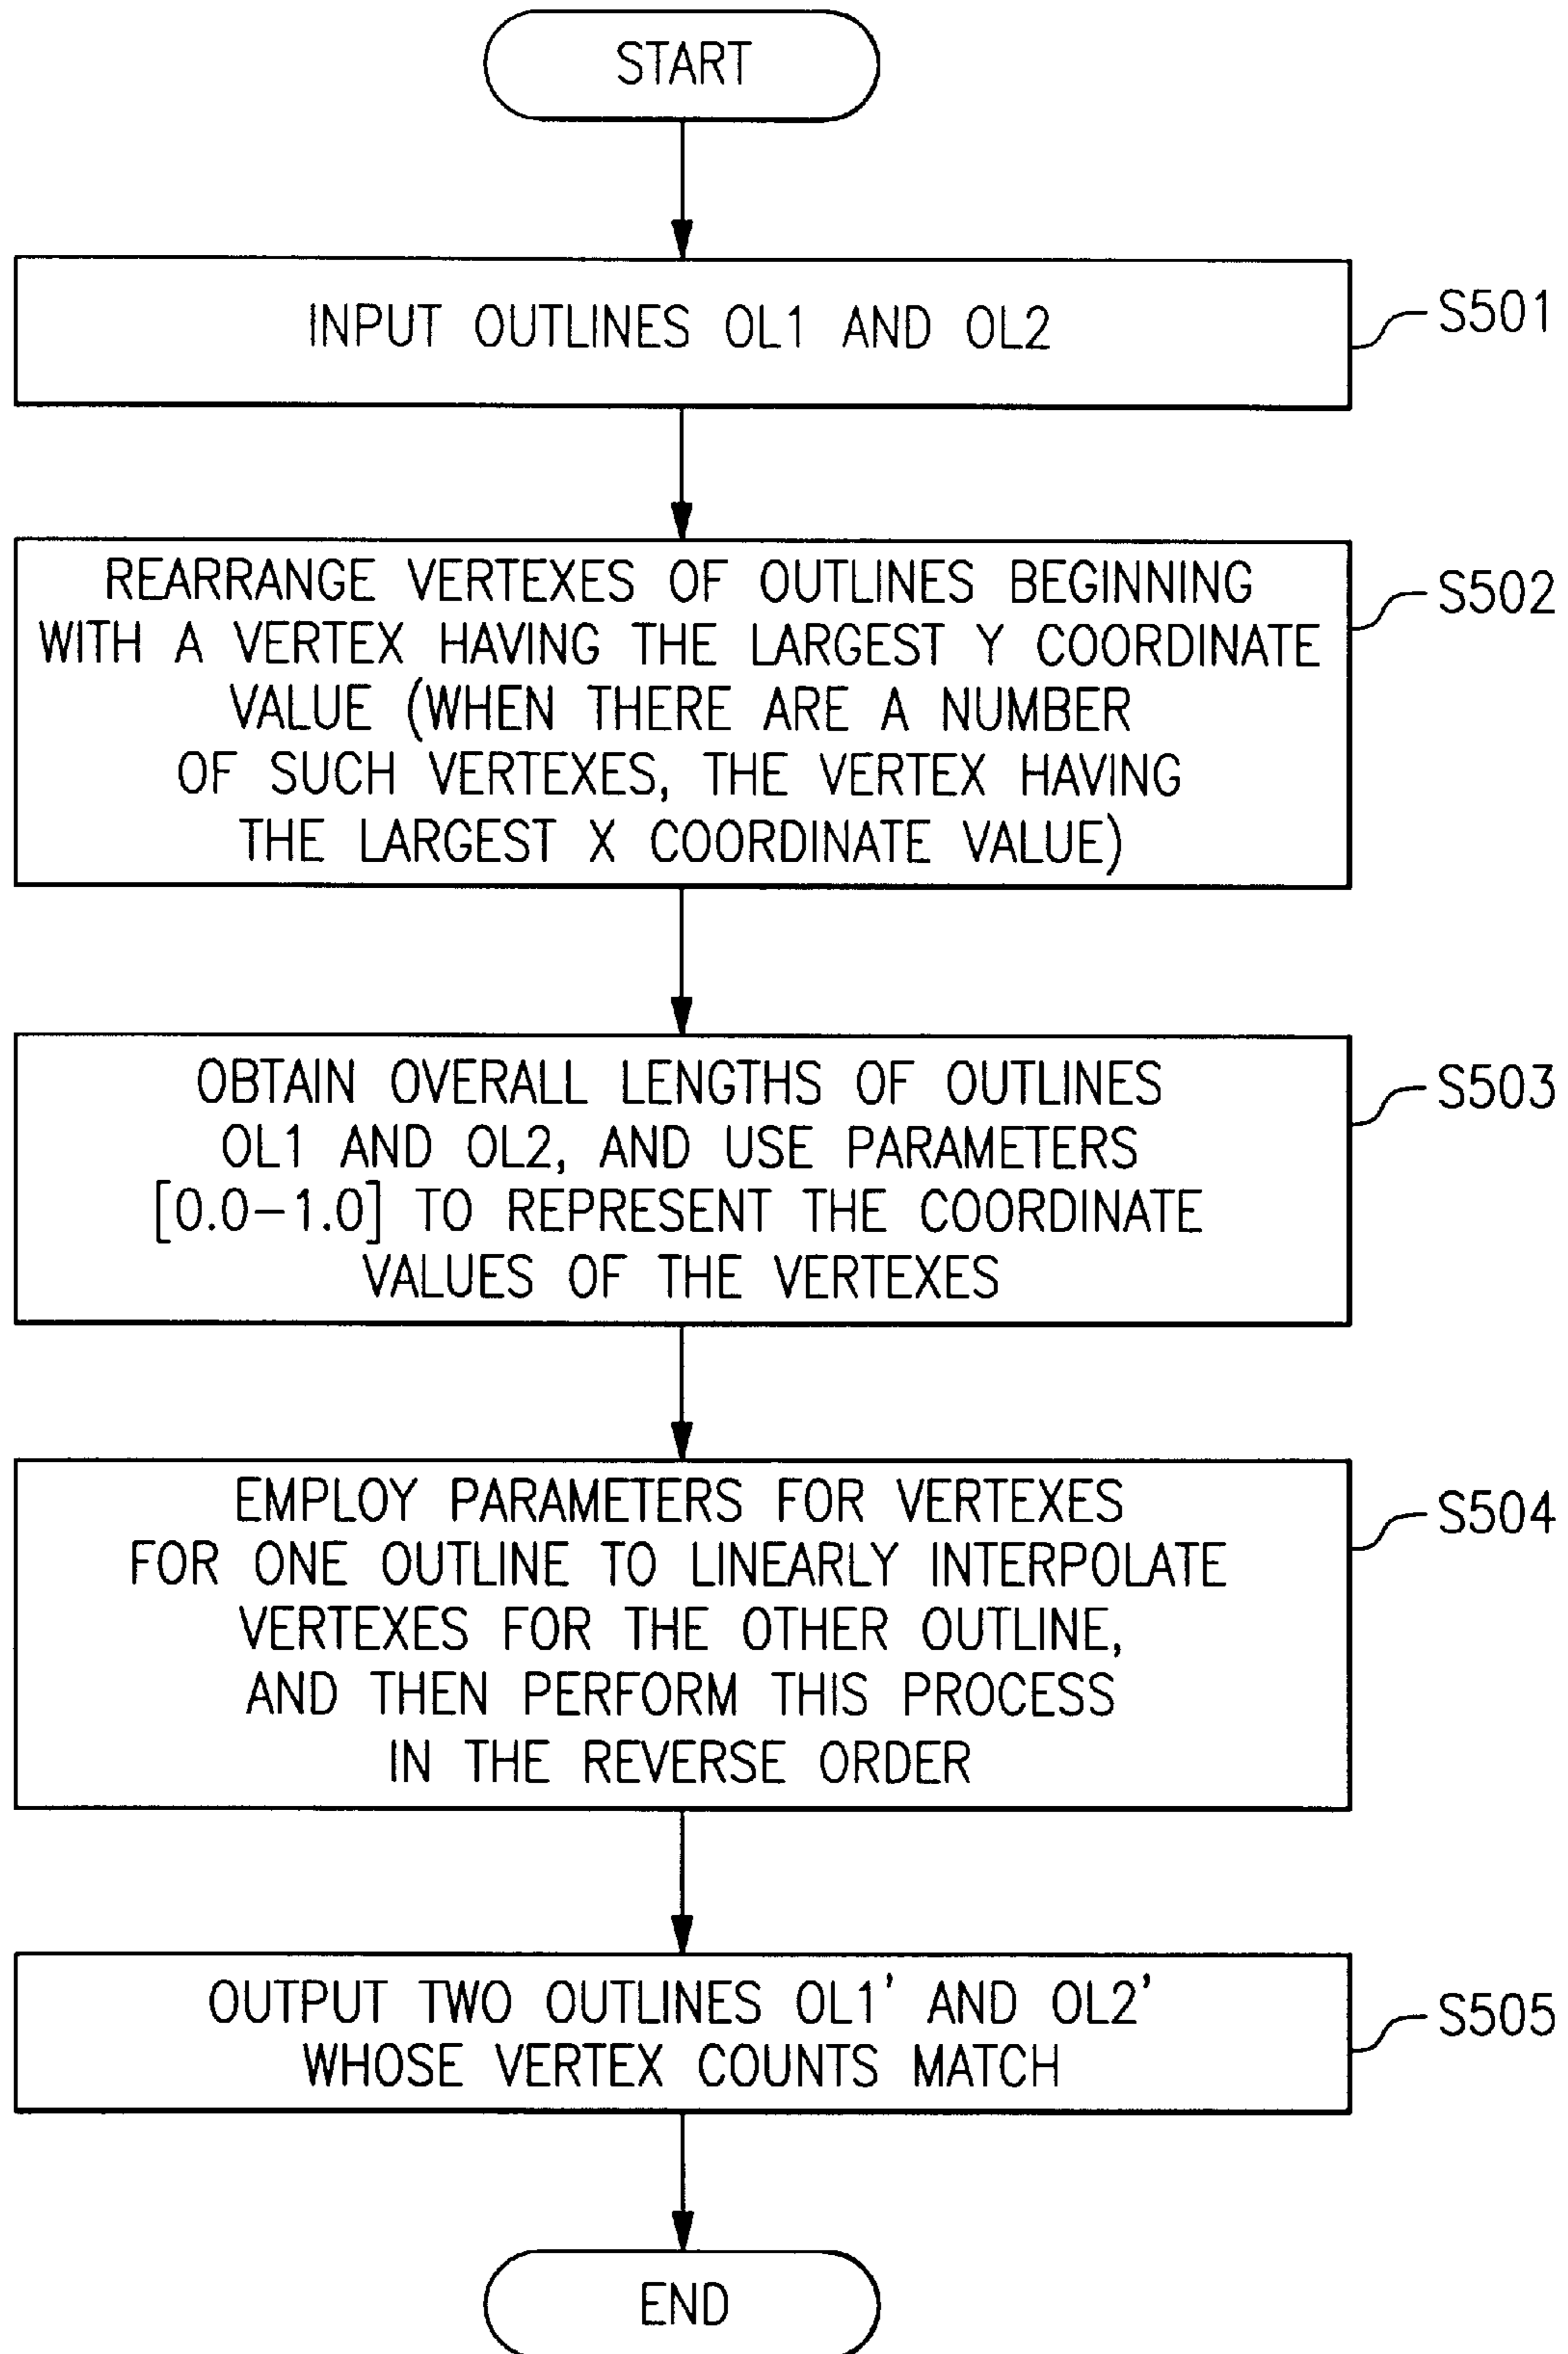 START
INPUT OUTLINES OL1 AND OL2
S501
REARRANGE VERTEXES OF OUTLINES BEGINNING
WITH A VERTEX HAVING THE LARGEST Y COORDINATE
VALUE (WHEN THERE ARE A NUMBER
OF SUCH VERTEXES, THE VERTEX HAVING
THE LARGEST X COORDINATE VALUE)
S502
OBTAIN OVERALL LENGTHS OF OUTLINES
OL1 AND OL2, AND USE PARAMETERS
[0.0-1.0] TO REPRESENT THE COORDINATE
VALUES OF THE VERTEXES
S503
EMPLOY PARAMETERS FOR VERTEXES
FOR ONE OUTLINE TO LINEARLY INTERPOLATE
VERTEXES FOR THE OTHER OUTLINE,
AND THEN PERFORM THIS PROCESS
IN THE REVERSE ORDER
S504
OUTPUT TWO OUTLINES OL1' AND OL2'
WHOSE VERTEX COUNTS MATCH
S505
END